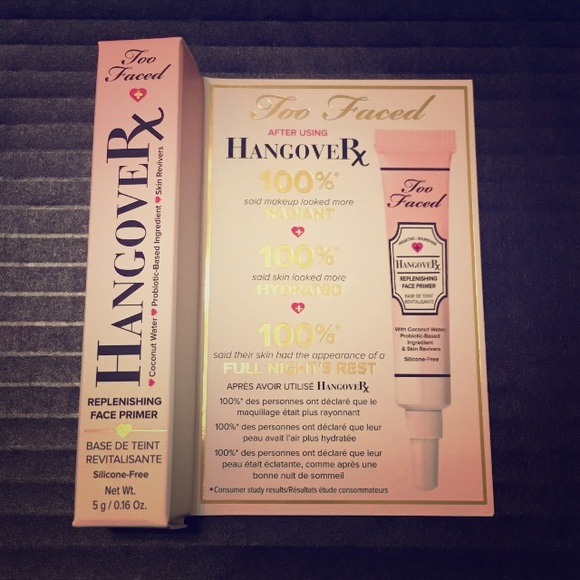 Too
Faced
HANGOVERx
Coconut Water ♥ Probiotic-Based Ingredient ♥ Skin Revivers
REPLENISHING
FACE PRIMER
BASE DE TEINT
REVITALISANTE
Silicone-Free
Net Wt.
5 g / 0.16 Oz.
Too Faced
AFTER USING
HANGOVERx
100%*
said makeup looked more
RADIANT
100%*
said skin looked more
HYDRATED
100%*
said their skin had the appearance of a
FULL NIGHT'S REST
APRÈS AVOIR UTILISÉ HANGOVERx
100%* des personnes ont déclaré que le
maquillage était plus rayonnant
100%* des personnes ont déclaré que leur
peau avait l'air plus hydratée
100%* des personnes ont déclaré que leur
peau était éclatante, comme après une
bonne nuit de sommeil
*Consumer study results/Résultats étude consommateurs
Too
Faced
HANGOVERx
REPLENISHING
FACE PRIMER
BASE DE TEINT
REVITALISANTE
With Coconut Water,
Probiotic-Based
Ingredient
& Skin Revivers
Silicone-Free